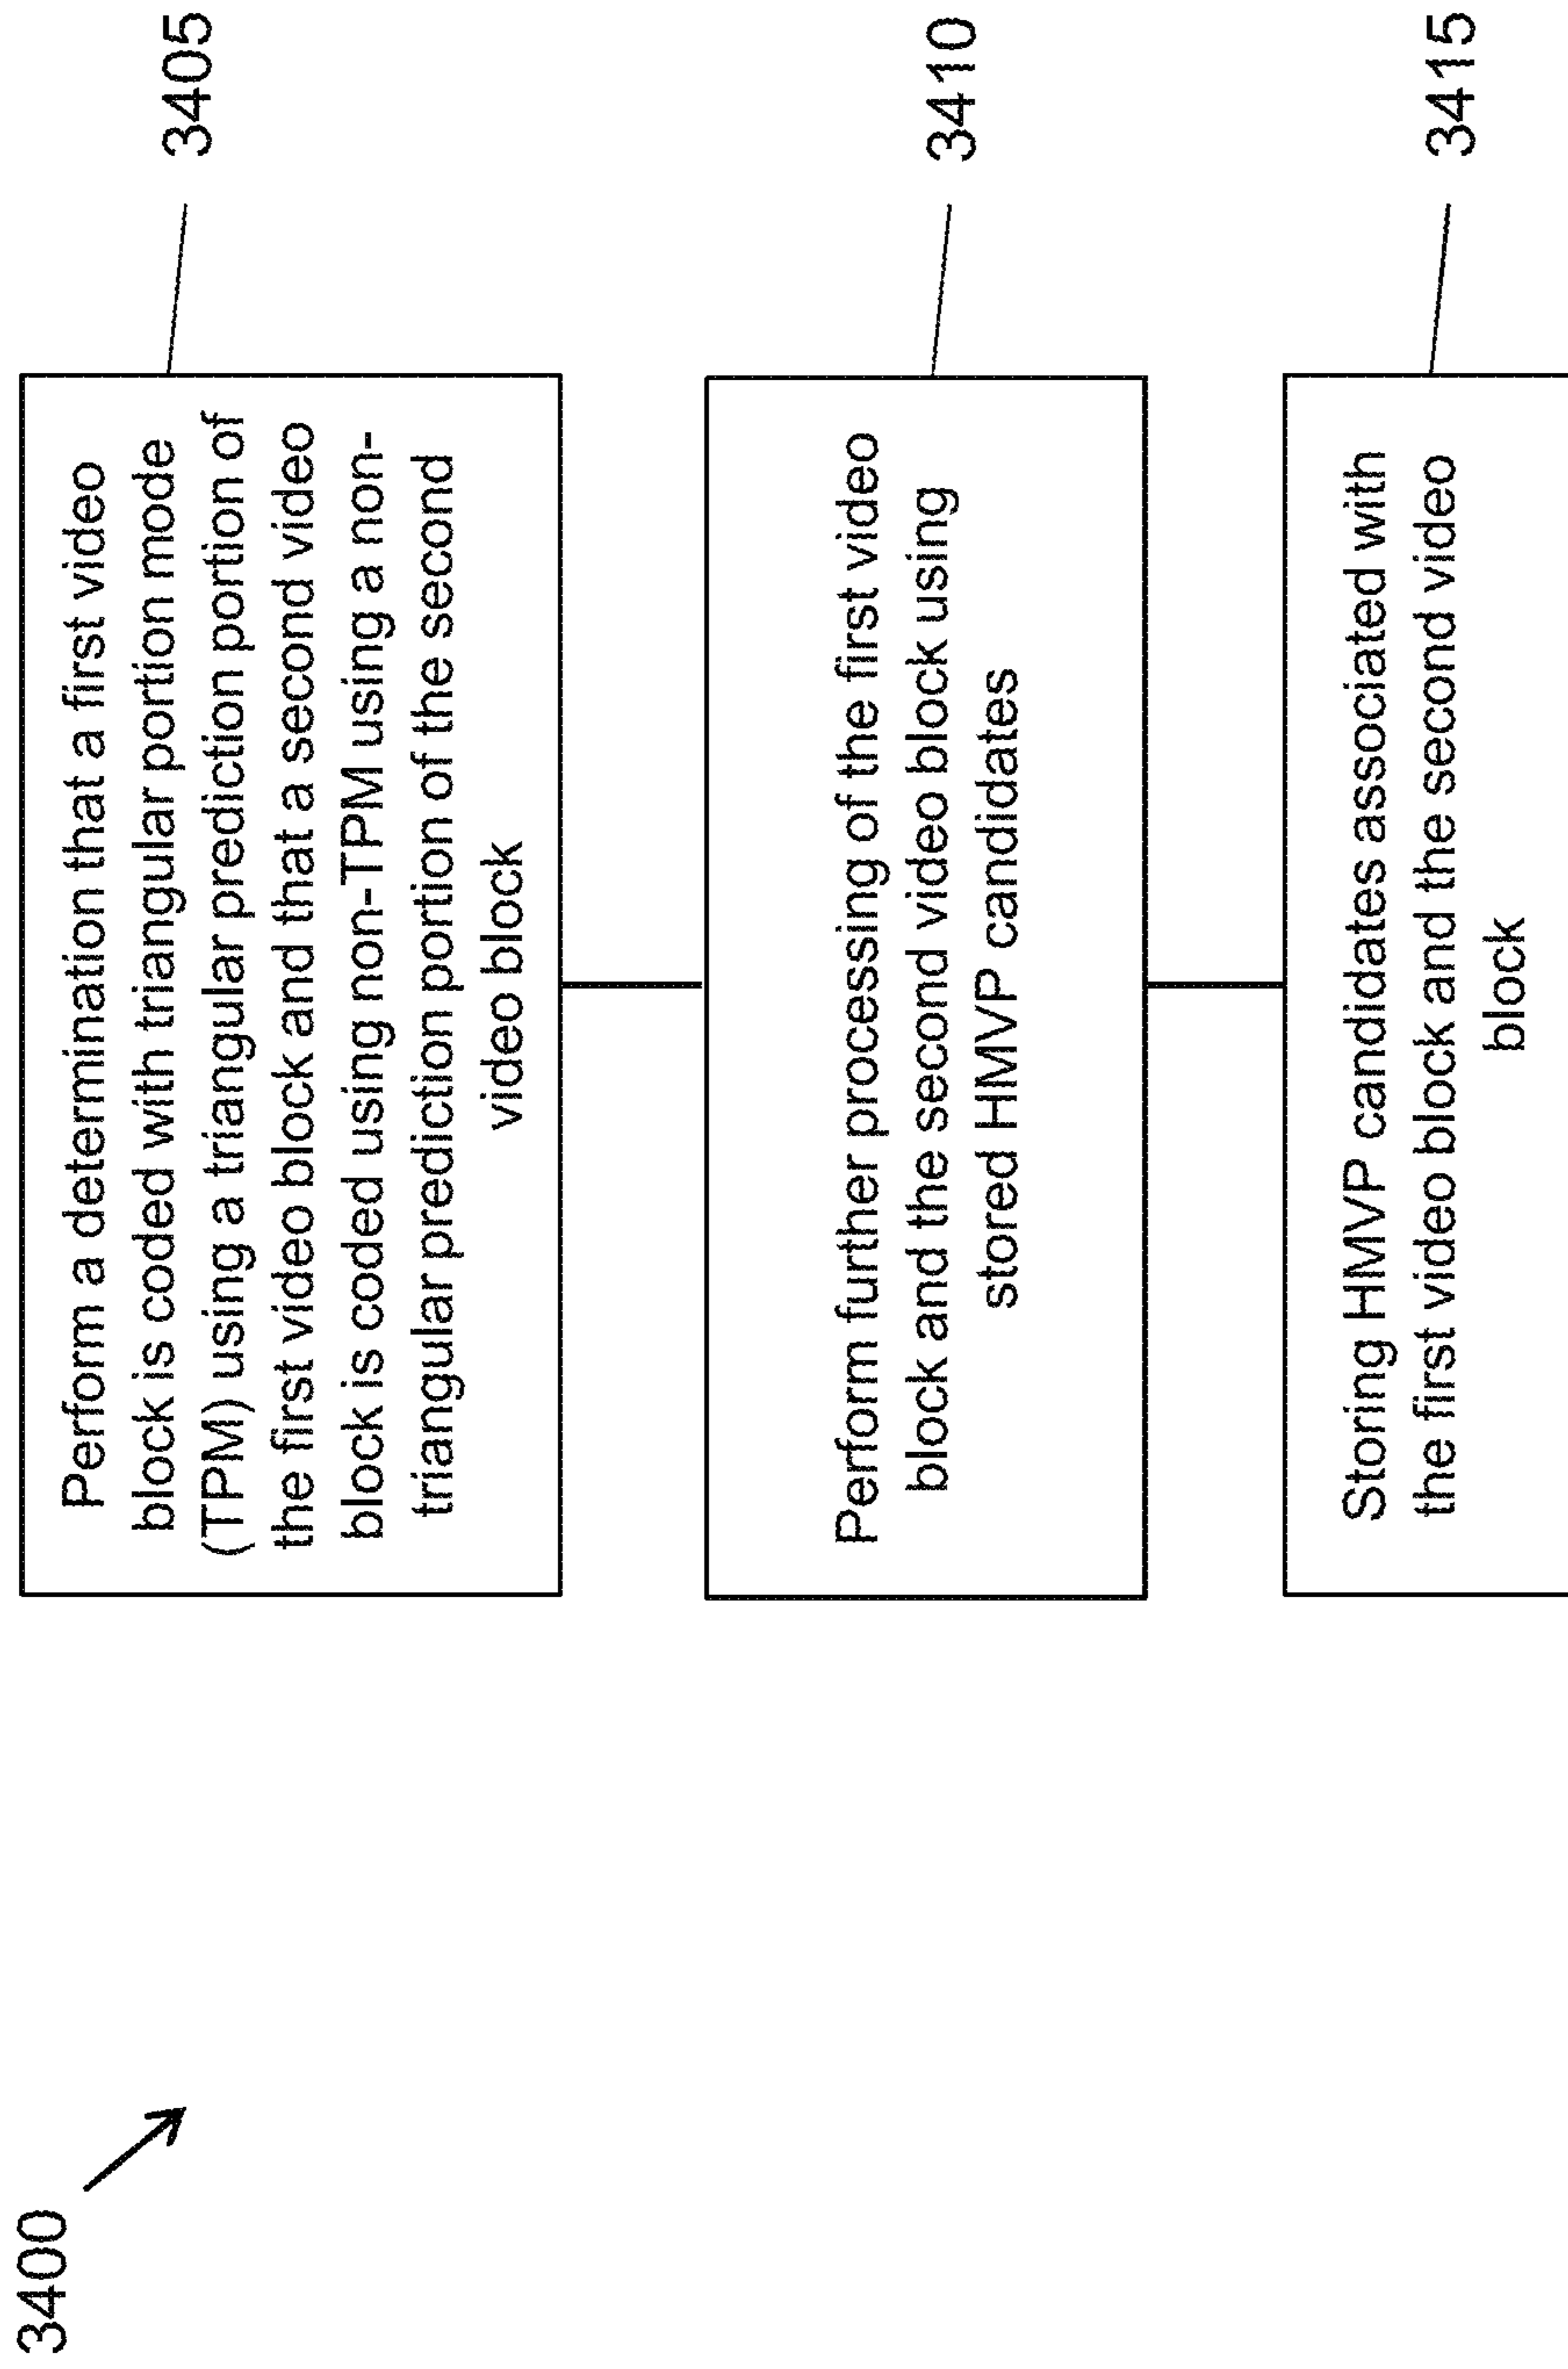 3400
Perform a determination that a first video
block is coded with triangular portion mode
(TPM) using a triangular prediction portion of
the first video block and that a second video
block is coded using non-TPM using a non-
triangular prediction portion of the second
video block
3405
Perform further processing of the first video
block and the second video block using
stored HMVP candidates
3410
Storing HMVP candidates associated with
the first video block and the second video
block
3415